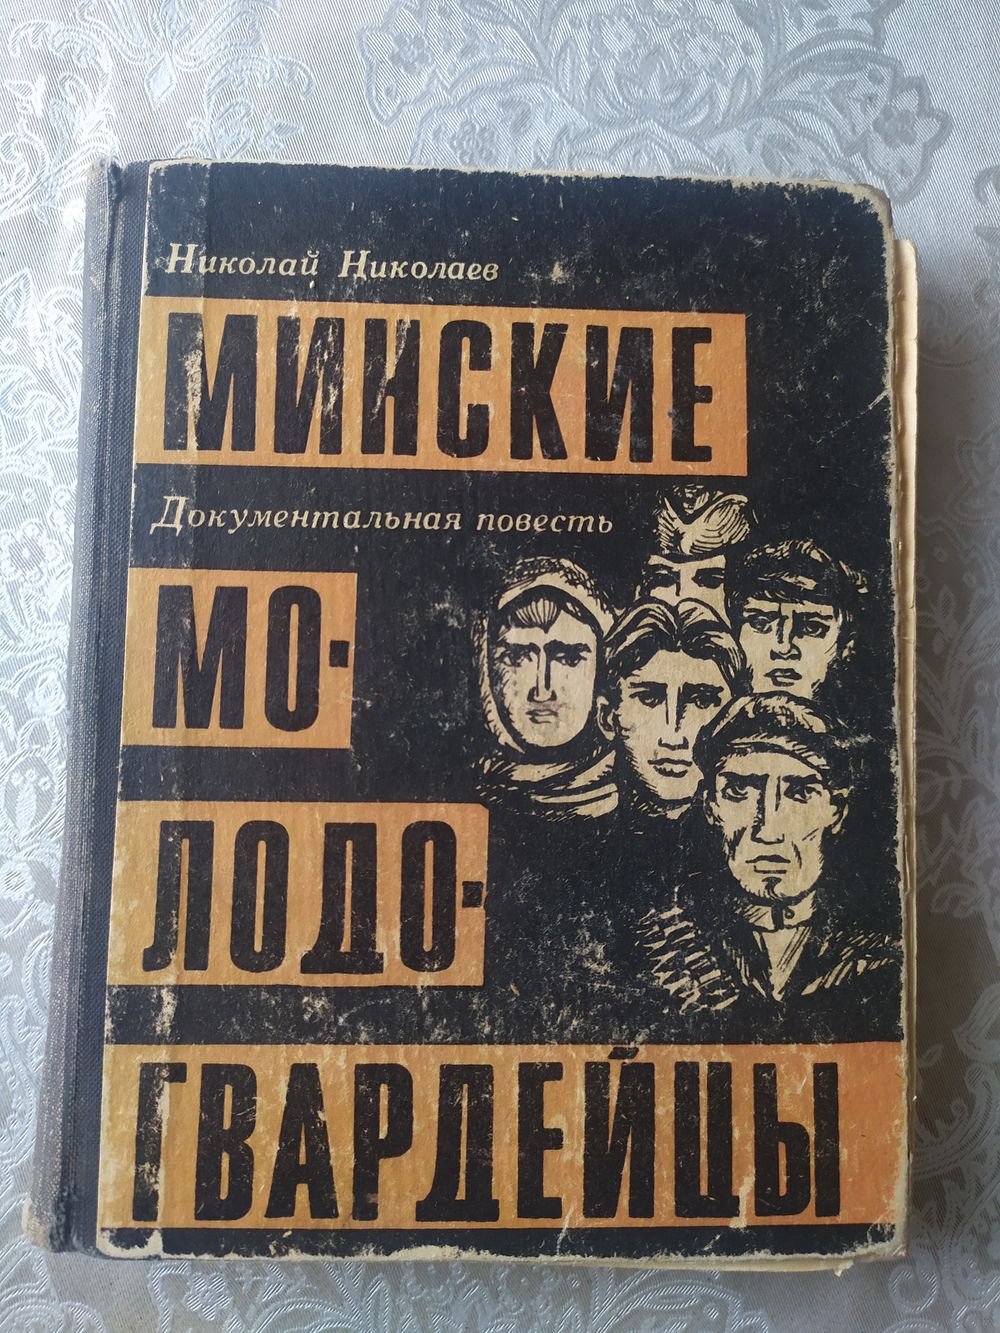 Николай Николаев
МИНСКИЕ
Документальная повесть
МО-
ЛОДО-
ГВАРДЕЙЦЫ